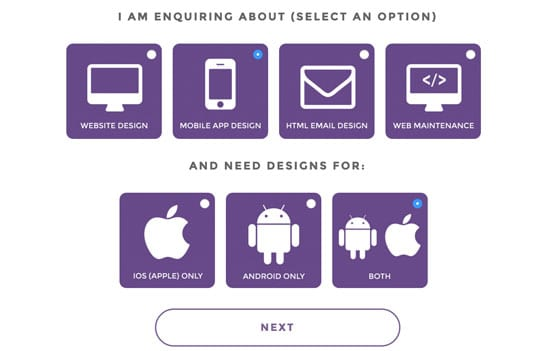 I AM ENQUIRING ABOUT (SELECT AN OPTION)
WEBSITE DESIGN
MOBILE APP DESIGN
HTML EMAIL DESIGN
</>
WEB MAINTENANCE
AND NEED DESIGNS FOR:
IOS (APPLE) ONLY
ANDROID ONLY
BOTH
NEXT